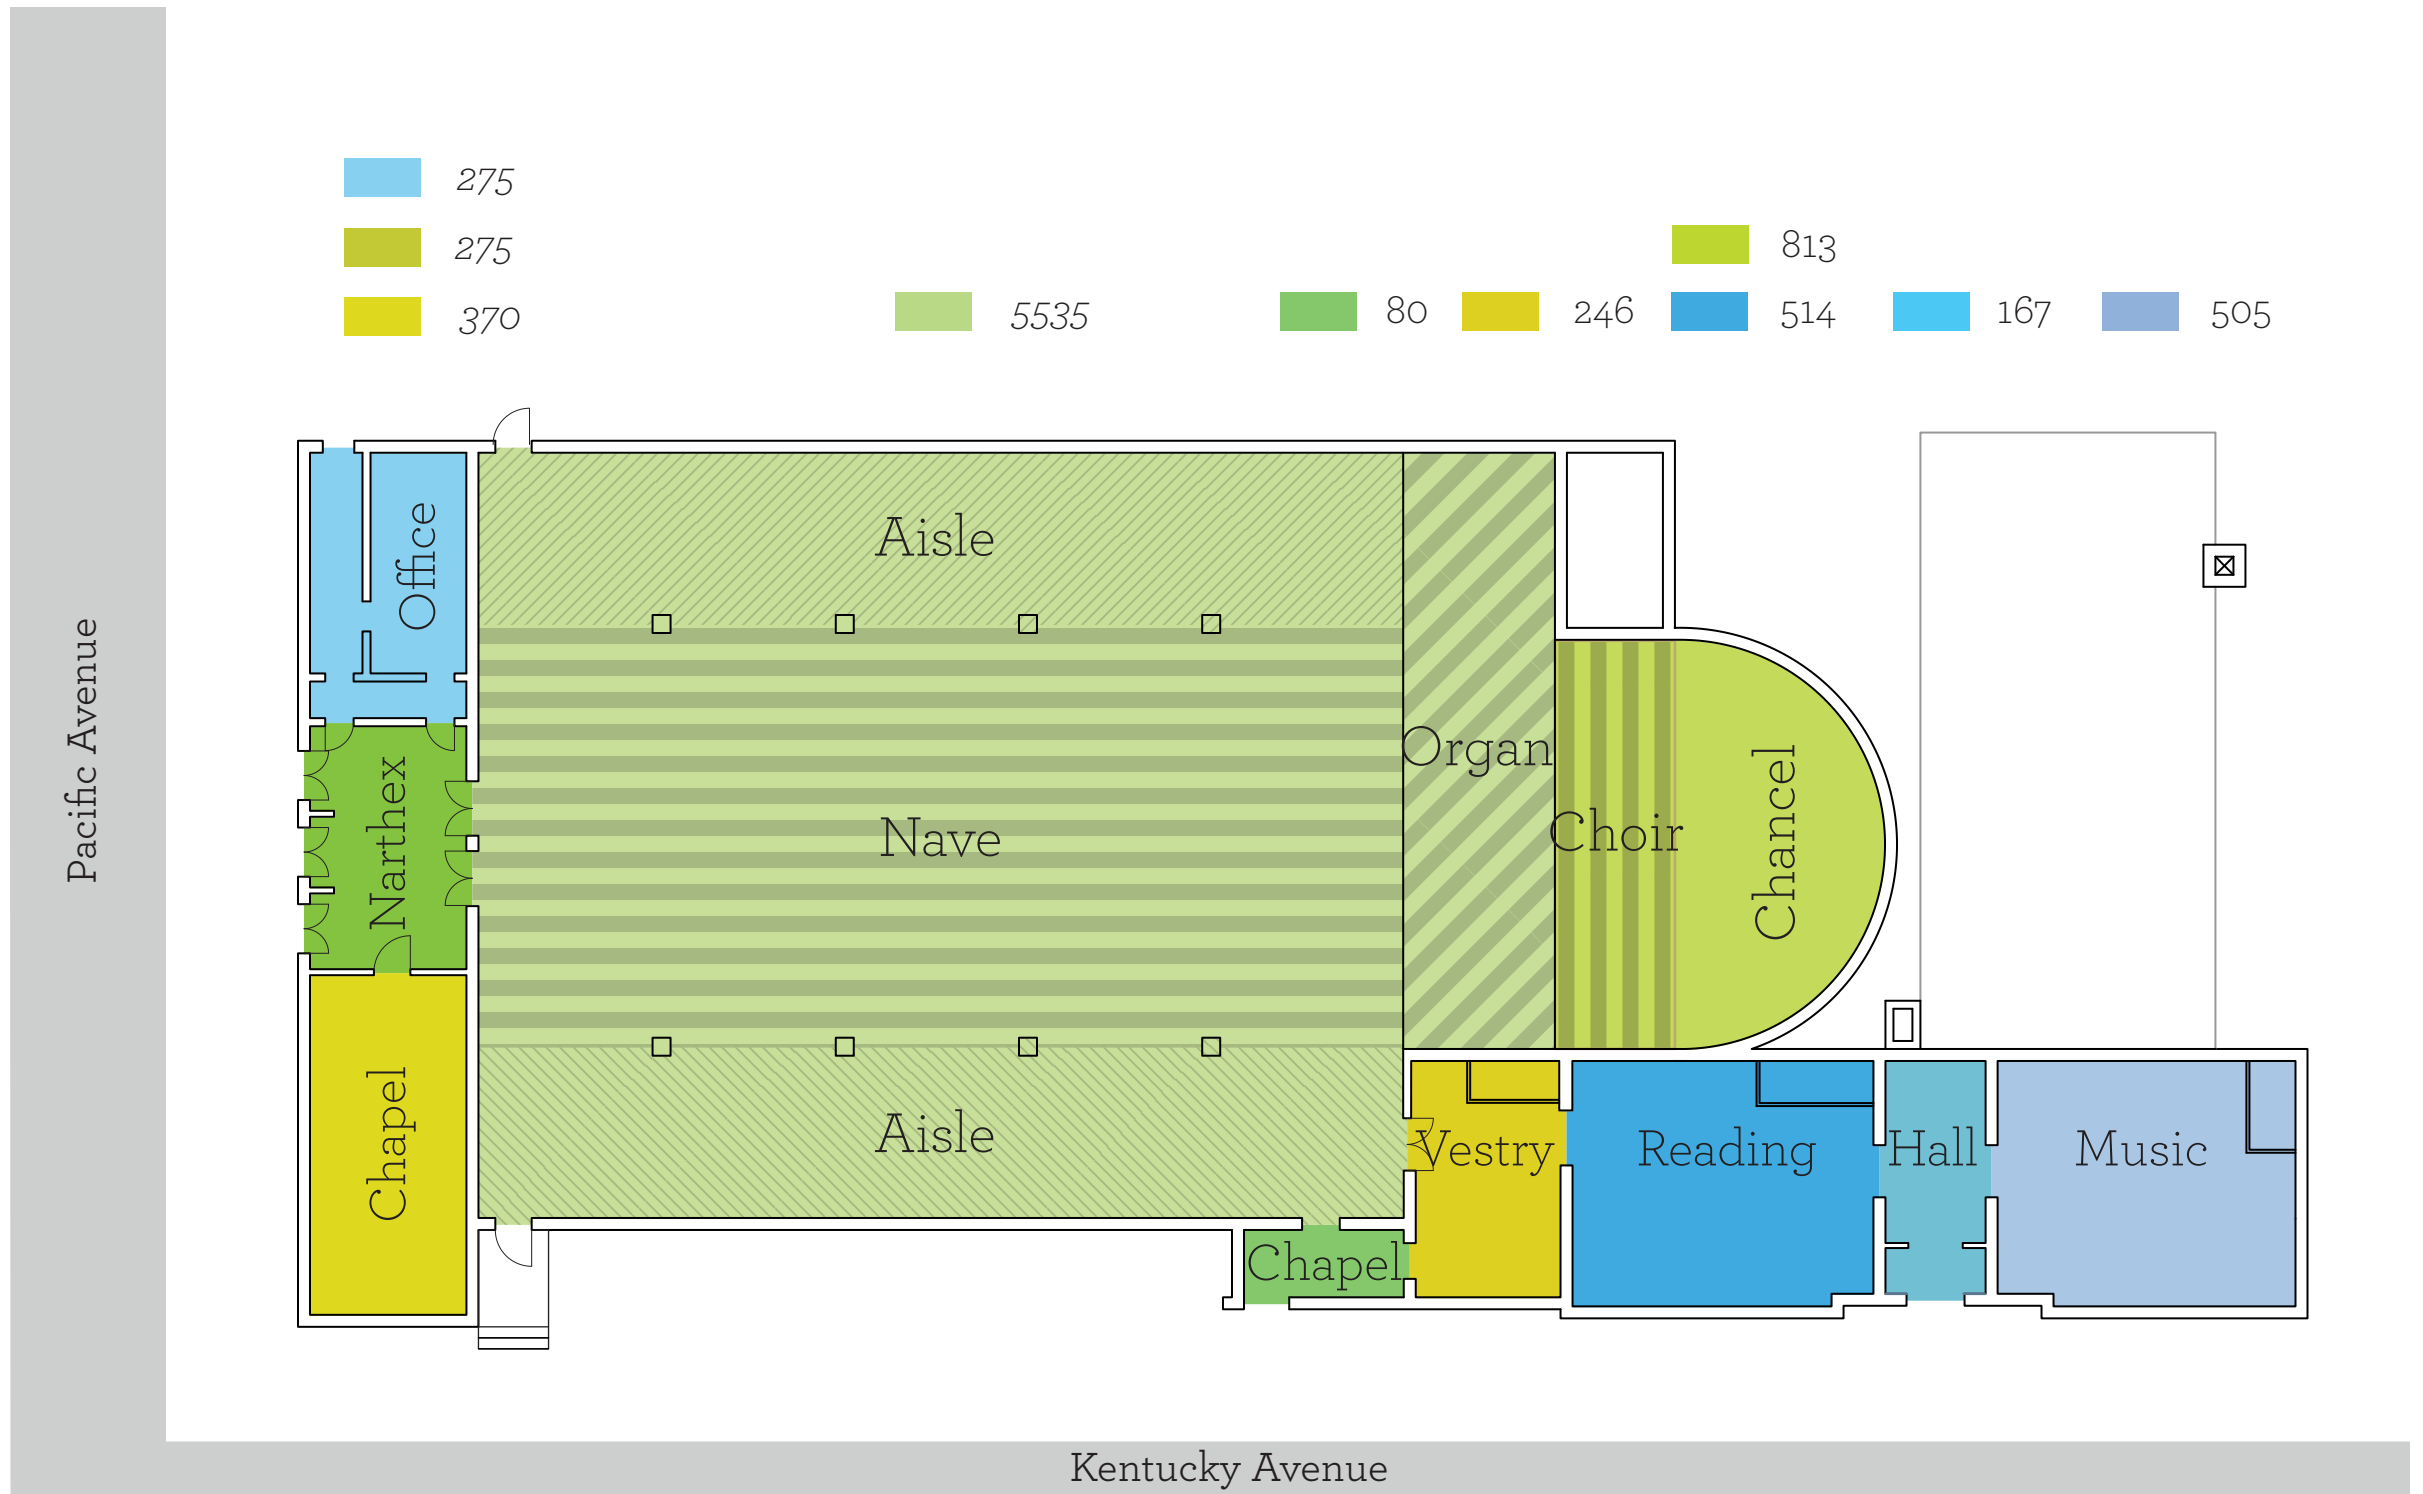 275
275
813
370
5535
80
246
514
167
505
Office
Aisle
Pacific Avenue
Narthex
Nave
Organ
Choir
Chancel
Chapel
Aisle
Vestry
Reading
Hall
Music
Chapel
Kentucky Avenue